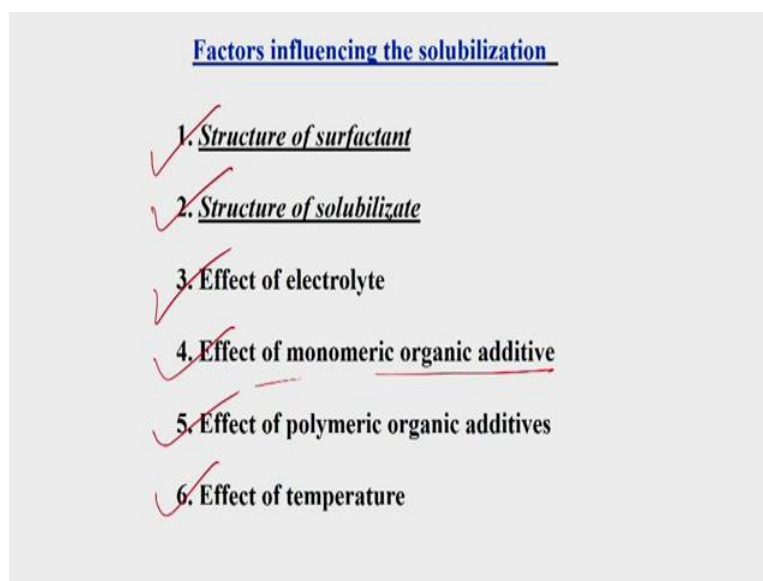 Factors influencing the solubilization
1. Structure of surfactant
2. Structure of solubilizate
3. Effect of electrolyte
4. Effect of monomeric organic additive
5. Effect of polymeric organic additives
6. Effect of temperature